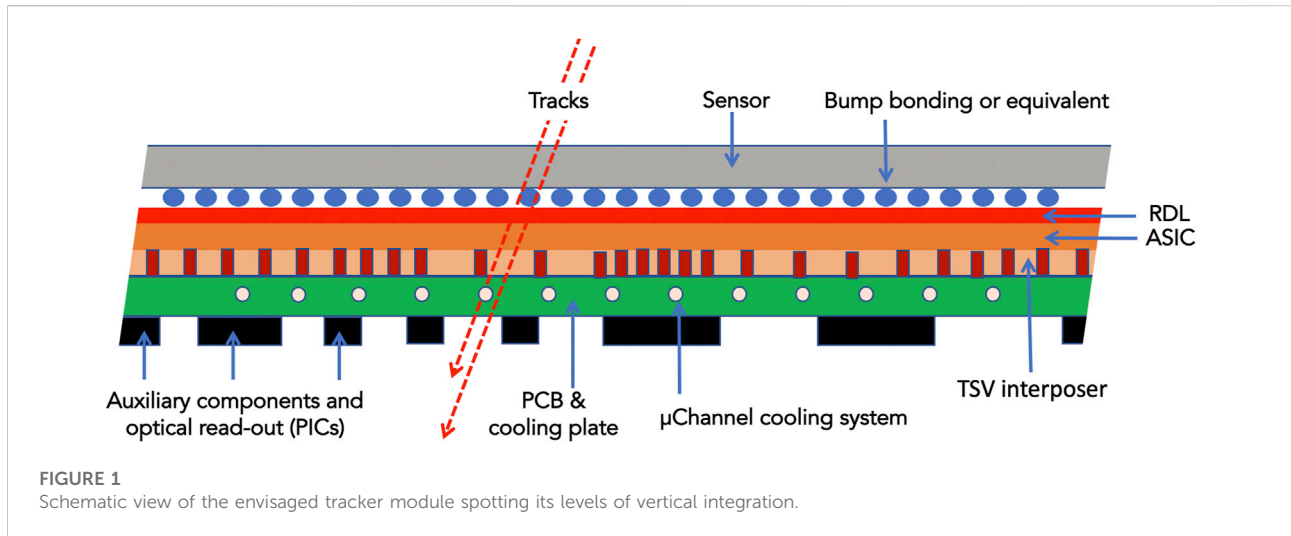 Tracks
Sensor
Bump bonding or equivalent
RDL
ASIC
TSV interposer
Auxiliary components and
optical read-out (PICs)
PCB &
cooling plate
µChannel cooling system
FIGURE 1
Schematic view of the envisaged tracker module spotting its levels of vertical integration.